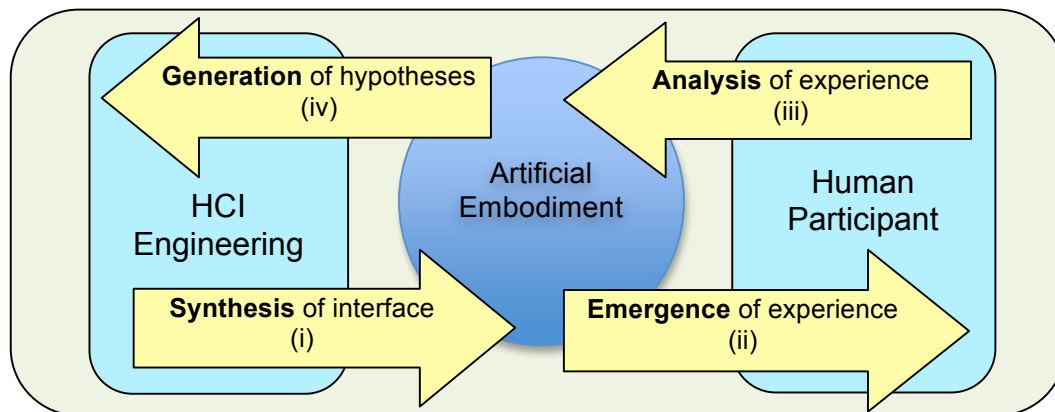 Generation of hypotheses
(iv)
Analysis of experience
(iii)
HCI
Engineering
Artificial
Embodiment
Human
Participant
Synthesis of interface
(i)
Emergence of experience
(ii)